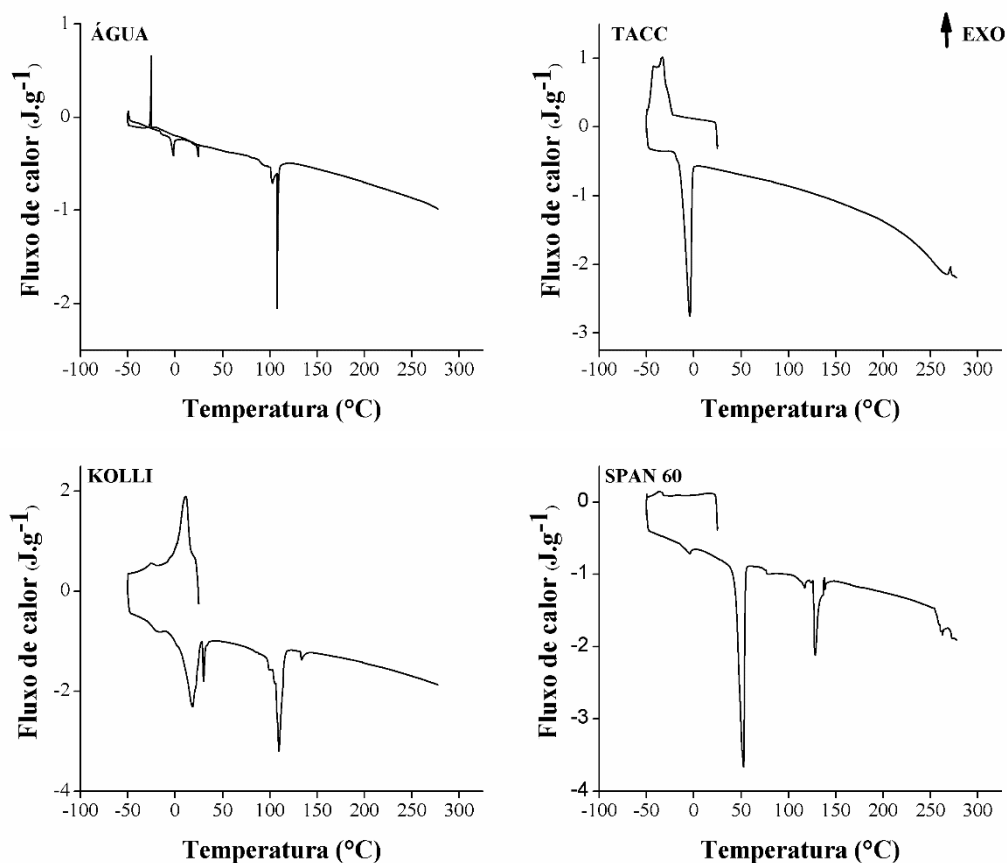 ÁGUA
1
0
-1
-2
Fluxo de calor (J.g⁻¹)
-100 -50 0 50 100 150 200 250 300
Temperatura (°C)
TACC
EXO
1
0
-1
-2
-3
Fluxo de calor (J.g⁻¹)
-100 -50 0 50 100 150 200 250 300
Temperatura (°C)
KOLLI
2
0
-2
-4
Fluxo de calor (J.g⁻¹)
-100 -50 0 50 100 150 200 250 300
Temperatura (°C)
SPAN 60
0
-1
-2
-3
-4
Fluxo de calor (J.g⁻¹)
-100 -50 0 50 100 150 200 250 300
Temperatura (°C)